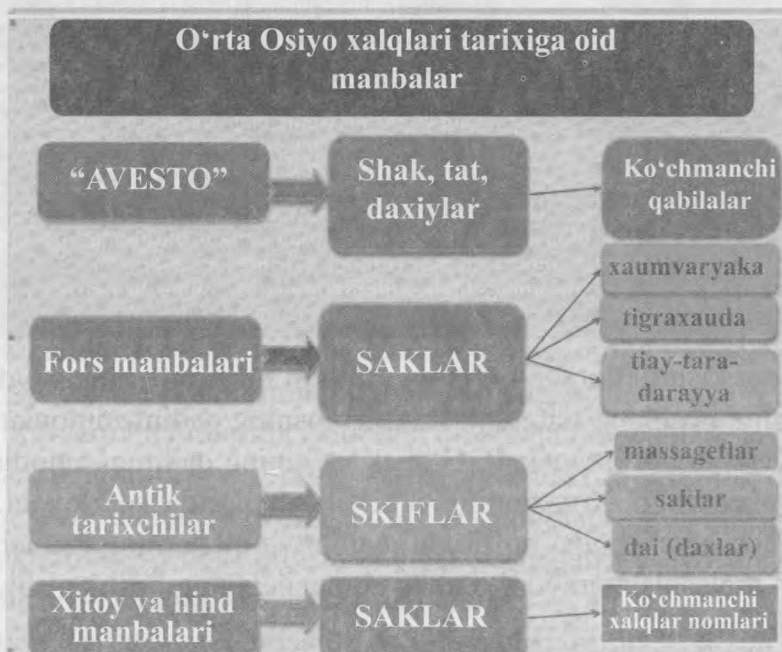 O‘rta Osiyo xalqlari tarixiga oid
manbalar
“AVESTO”
Shak, tat,
daxiylar
Ko‘chmanchi
qabilalar
Fors manbalari
SAKLAR
xaumvaryaka
tigraxauda
tiay-tara-
darayya
Antik
tarixchilar
SKIFLAR
massagetlar
saklar
dai (daxlar)
Xitoy va hind
manbalari
SAKLAR
Ko‘chmanchi
xalqlar nomlari